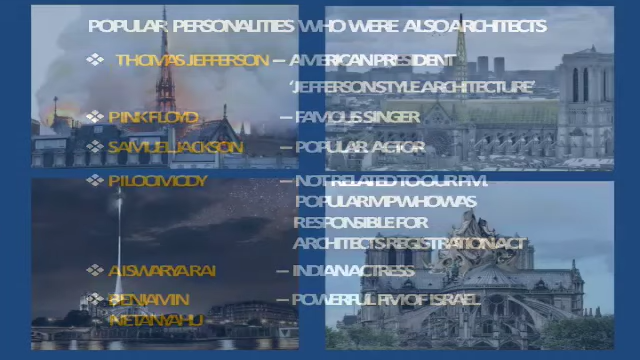 POPULAR PERSONALITIES WHO WERE ALSO ARCHITECTS
❖ THOMAS JEFFERSON – AMERICAN PRESIDENT
'JEFFERSON STYLE ARCHITECTURE'
❖ PINK FLOYD – FAMOUS SINGER
❖ SAMUEL JACKSON – POPULAR ACTOR
❖ PILOO MODY – NOT RELATED TO OUR P.M.
POPULAR MP WHO WAS
RESPONSIBLE FOR
ARCHITECTS REGISTRATION ACT
❖ AISWARYA RAI – INDIAN ACTRESS
❖ BENJAMIN – POWERFUL PM OF ISRAEL
NETANYAHU